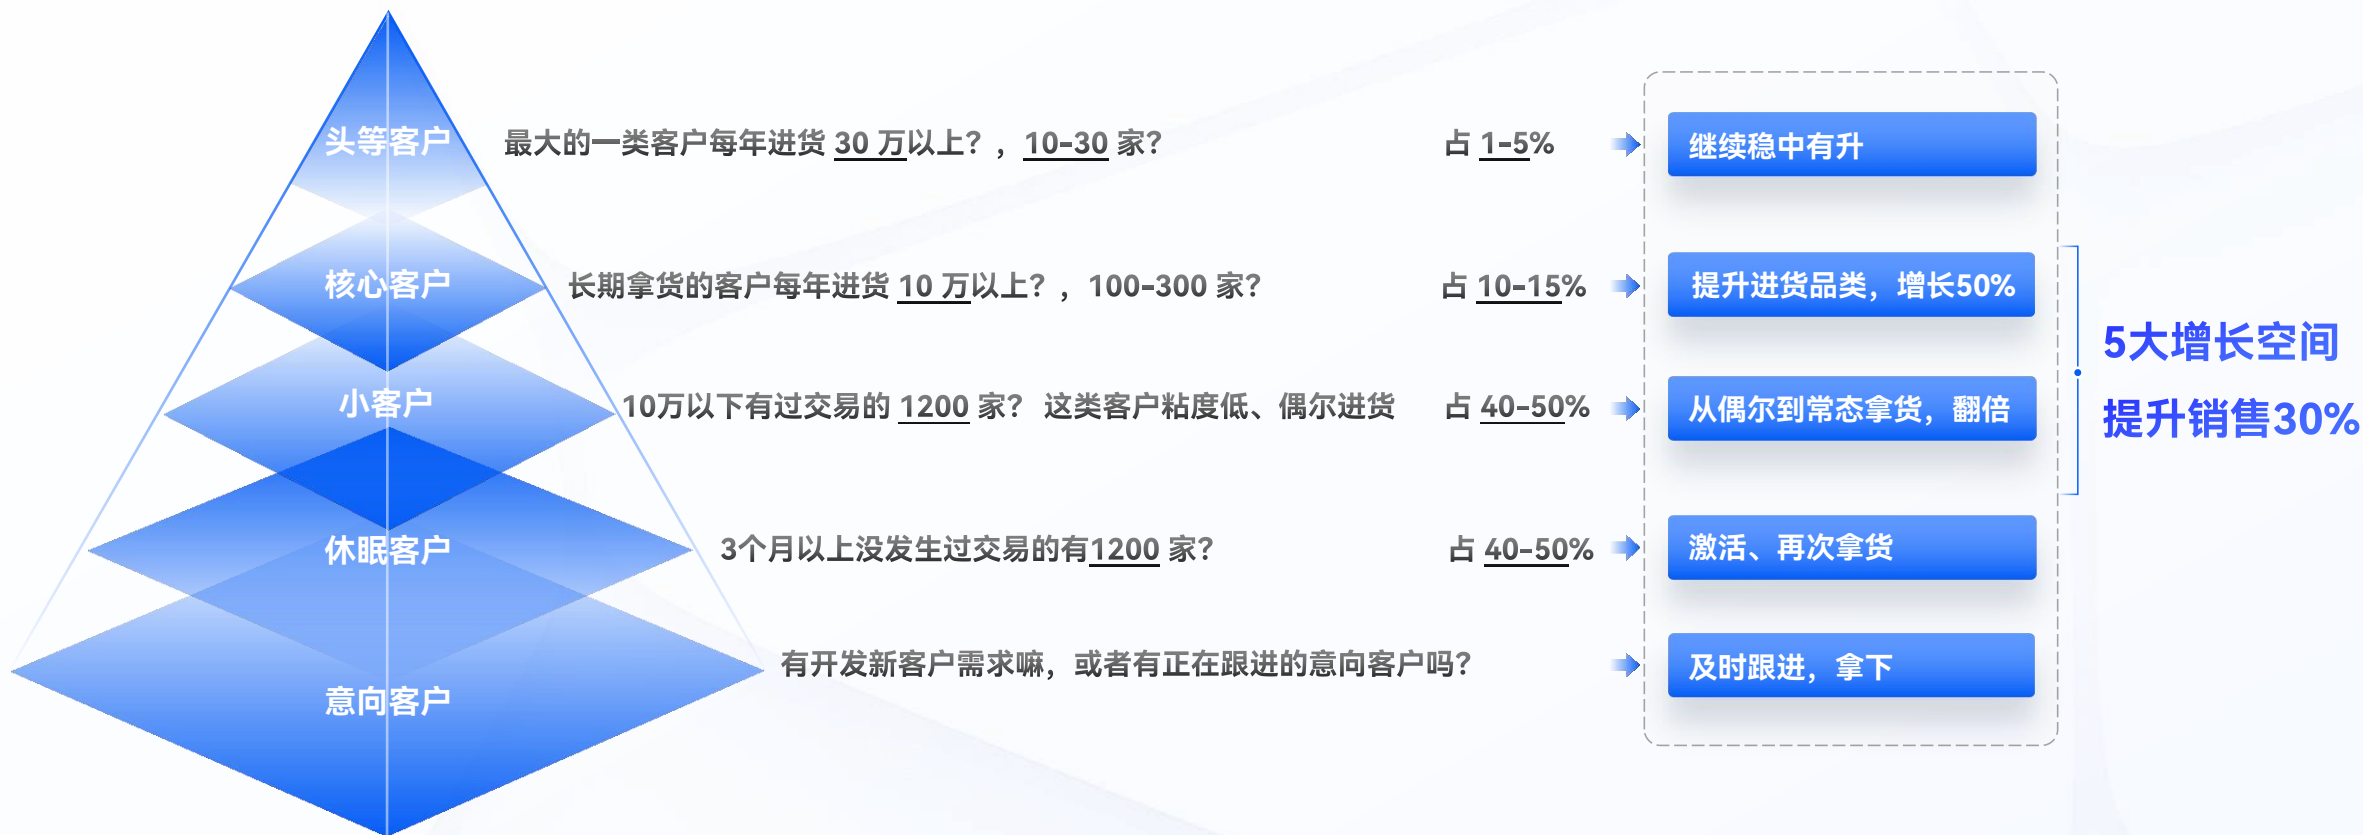 头等客户
最大的一类客户每年进货 30 万以上？，10-30 家？
占 1-5%
继续稳中有升
核心客户
长期拿货的客户每年进货 10 万以上？，100-300 家？
占 10-15%
提升进货品类，增长50%
小客户
10万以下有过交易的 1200 家？ 这类客户粘度低、偶尔进货
占 40-50%
从偶尔到常态拿货，翻倍
休眠客户
3个月以上没发生过交易的有1200 家？
占 40-50%
激活、再次拿货
意向客户
有开发新客户需求嘛，或者有正在跟进的意向客户吗？
及时跟进，拿下
5大增长空间
提升销售30%